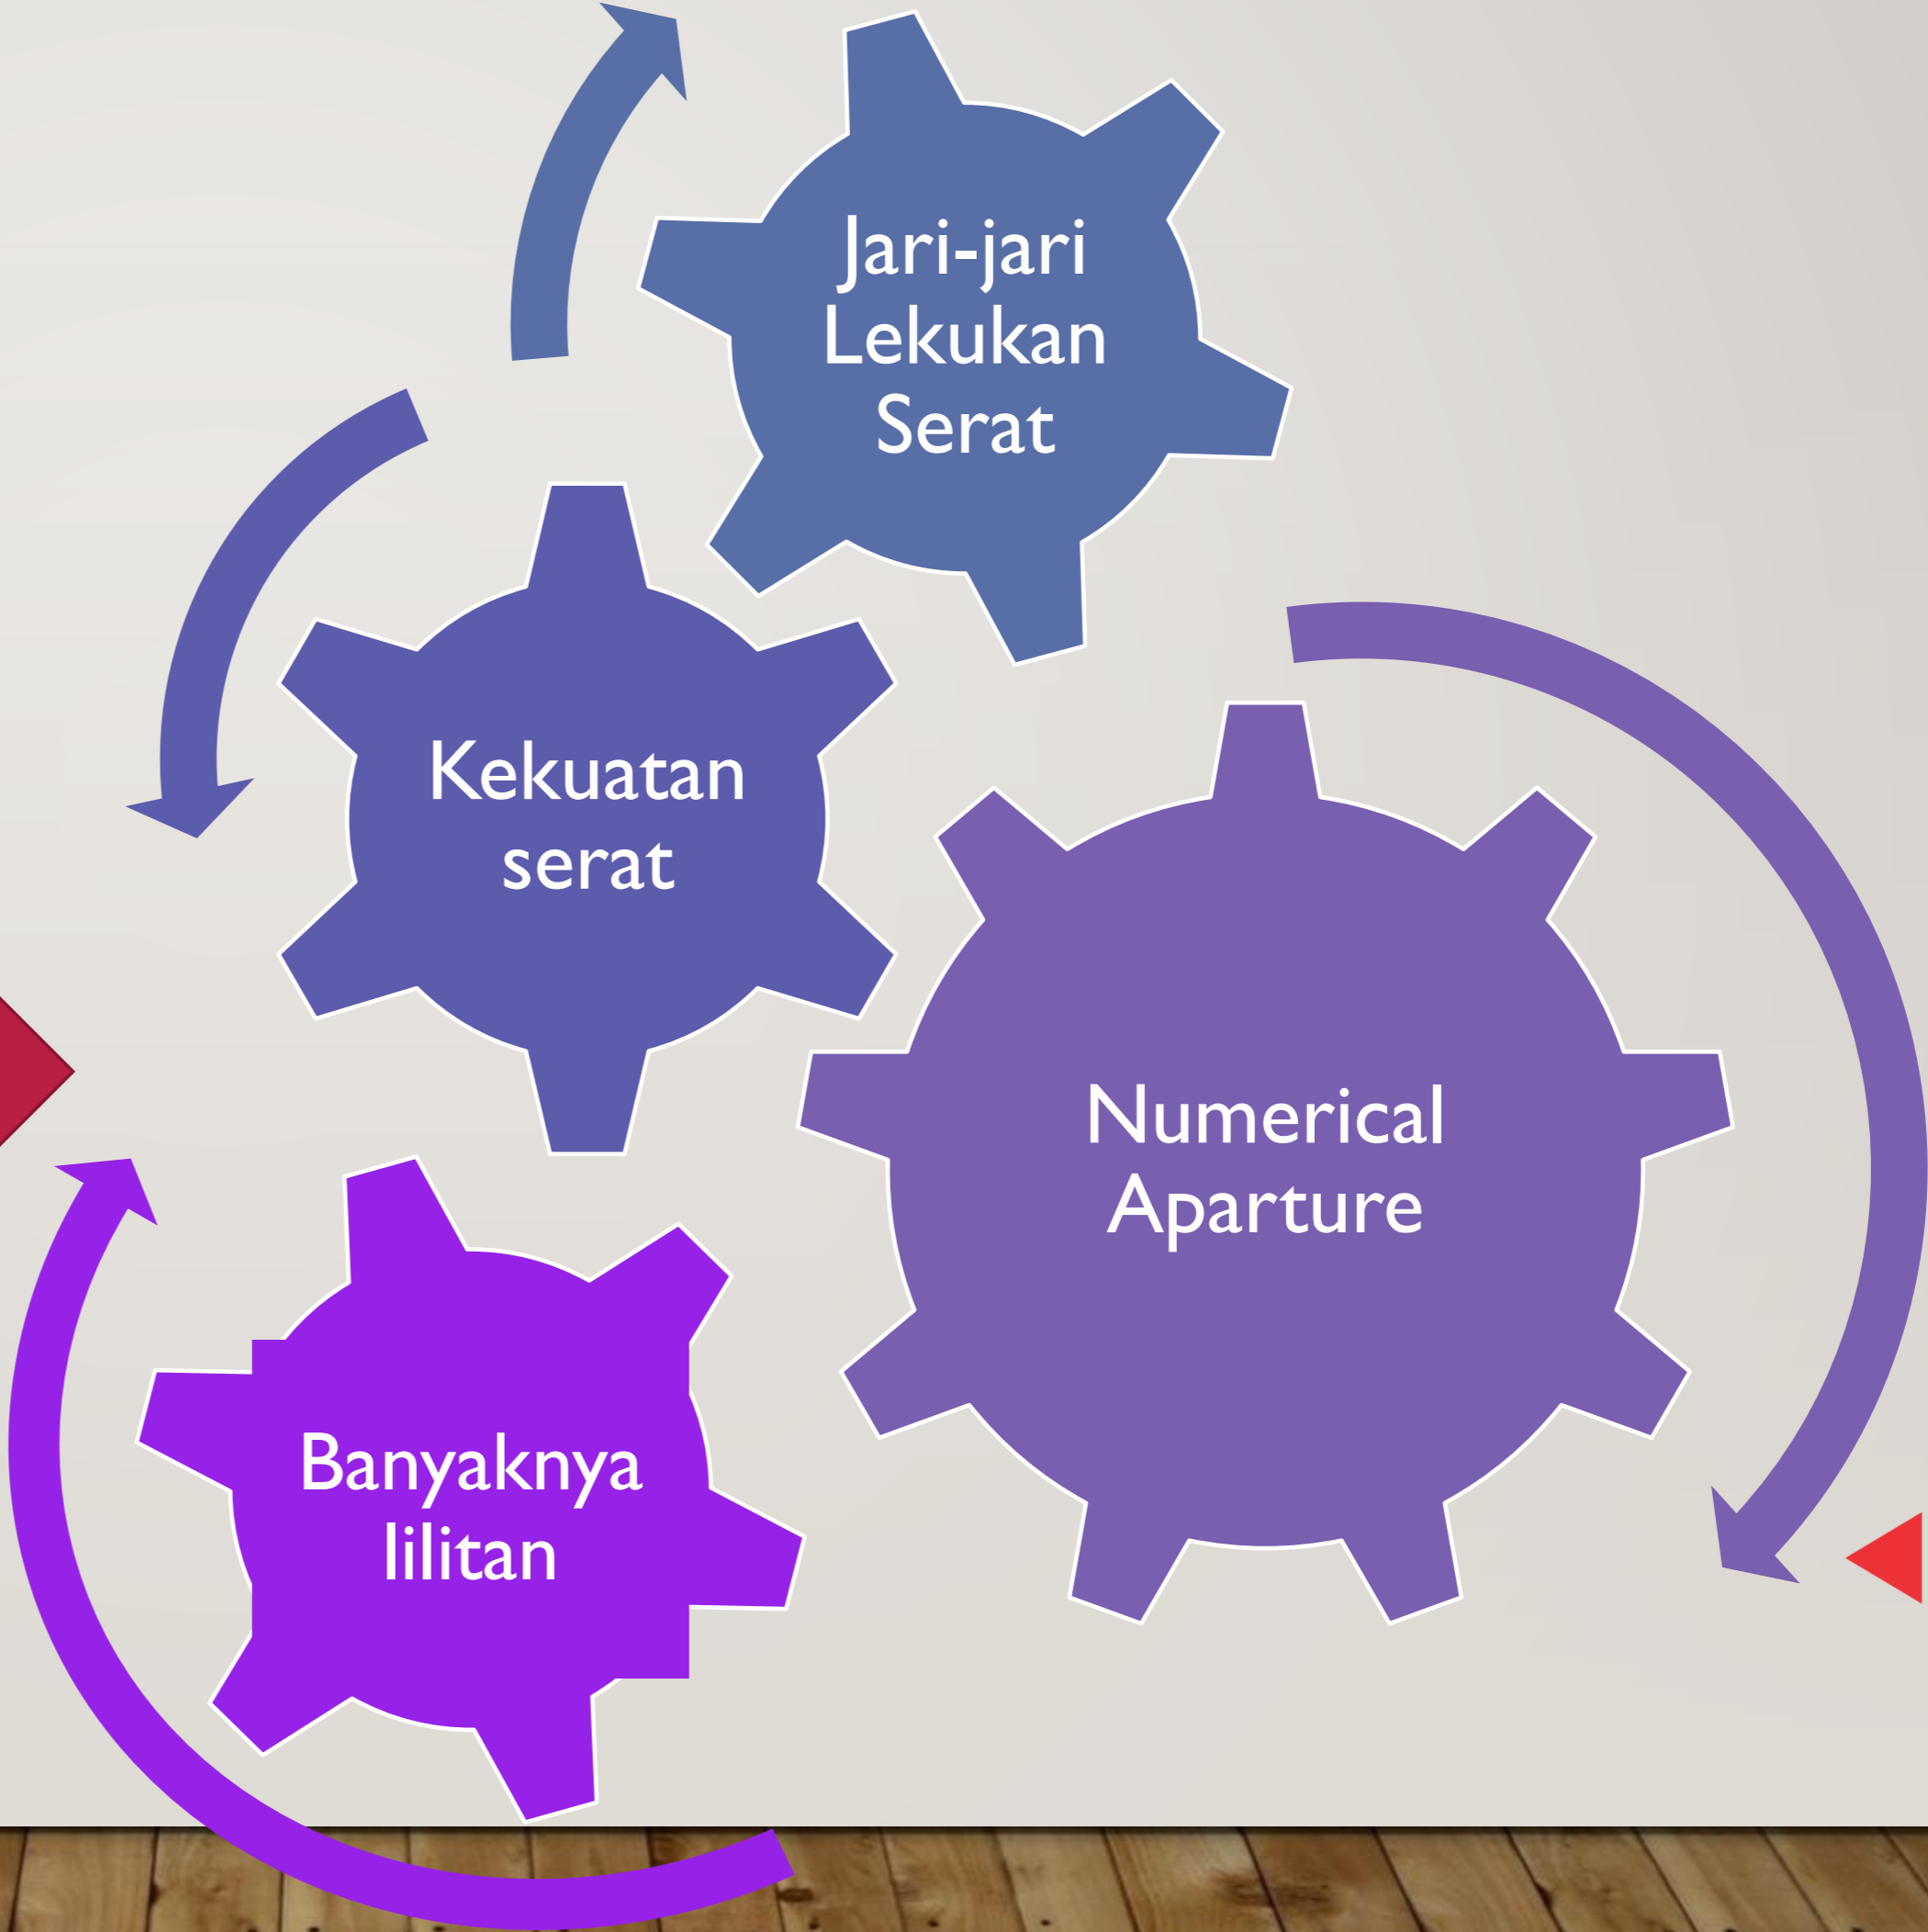 Jari-jari
Lekukan
Serat
Kekuatan
serat
Numerical
Aparture
Banyaknya
lilitan